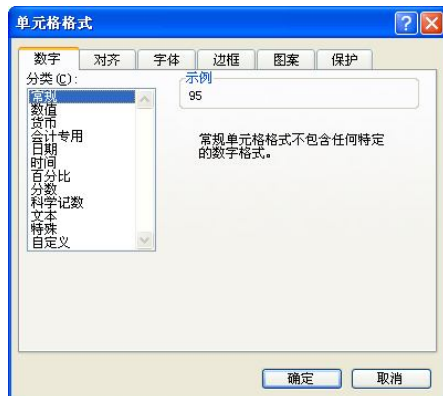 单元格格式
数字 对齐 字体 边框 图案 保护
分类(C):
常规
数值
货币
会计专用
日期
时间
百分比
分数
科学记数
文本
特殊
自定义
示例
95
常规单元格格式不包含任何特定
的数字格式。
确定 取消